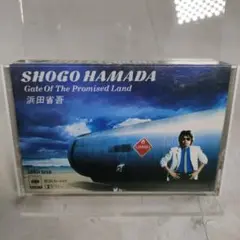 SHOGO HAMADA
Gate Of The Promised Land
浜田省吾